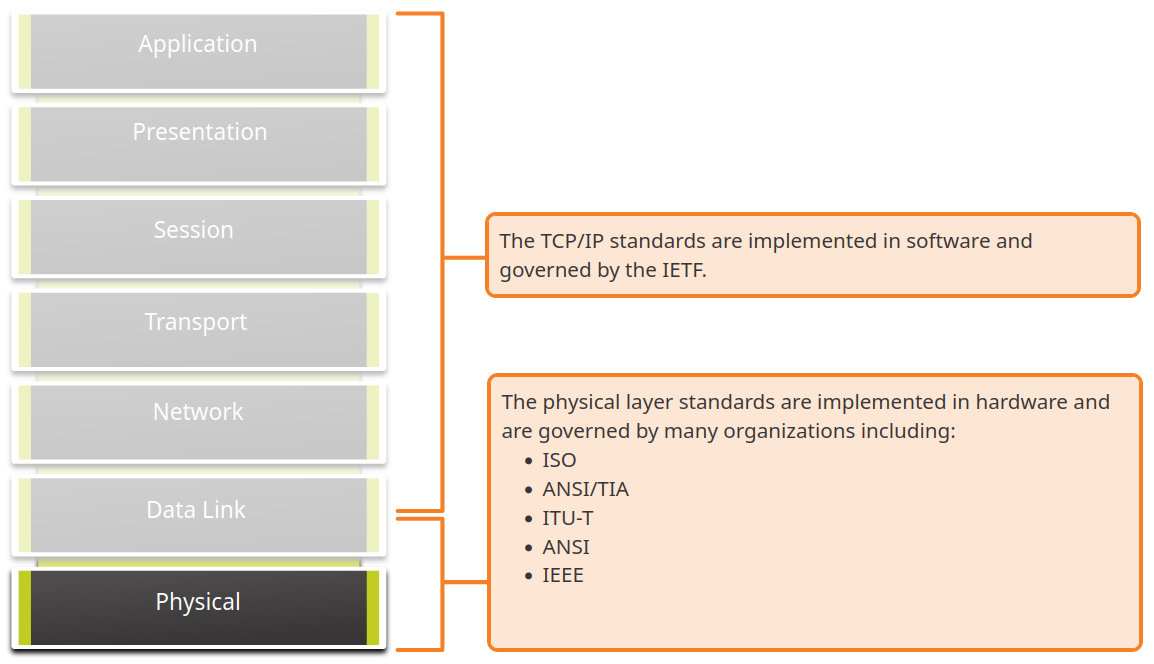 Application
Presentation
Session
Transport
Network
Data Link
Physical
The TCP/IP standards are implemented in software and
governed by the IETF.
The physical layer standards are implemented in hardware and
are governed by many organizations including:
• ISO
• ANSI/TIA
• ITU-T
• ANSI
• IEEE